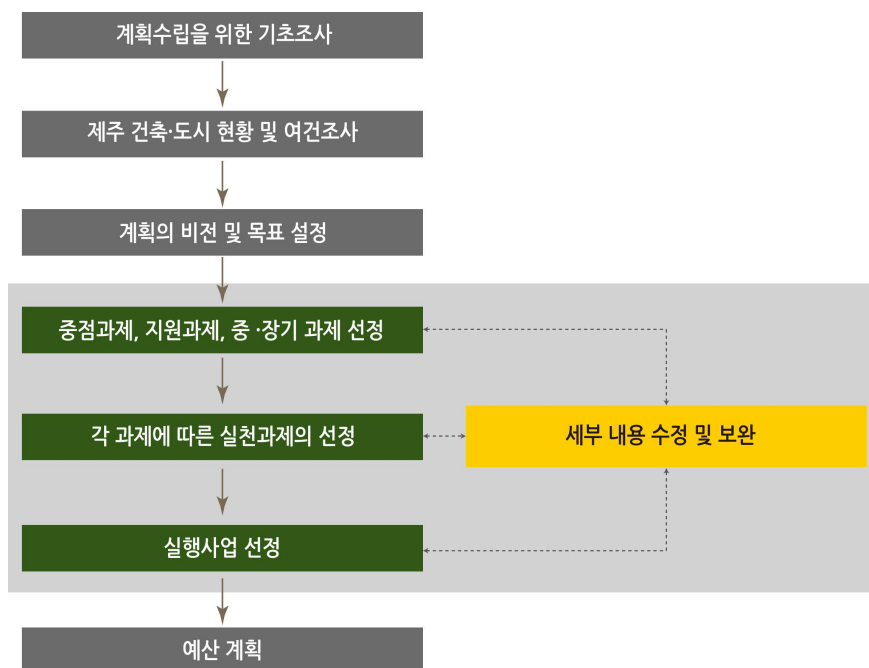 계획수립을 위한 기초조사
제주 건축·도시 현황 및 여건조사
계획의 비전 및 목표 설정
중점과제, 지원과제, 중 ·장기 과제 선정
각 과제에 따른 실천과제의 선정
세부 내용 수정 및 보완
실행사업 선정
예산 계획